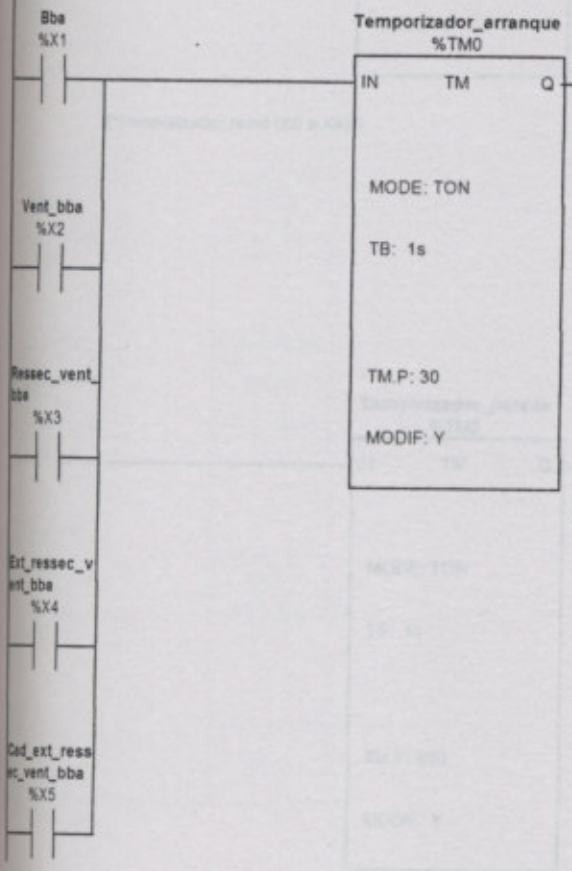 Bba
%X1
Temporizador_arranque
%TM0
IN TM Q
MODE: TON
TB: 1s
TM.P: 30
MODIF: Y
Vent_bba
%X2
Ressec_vent_
bba
%X3
Ext_ressec_v
ent_bba
%X4
Cad_ext_ress
ec_vent_bba
%X5